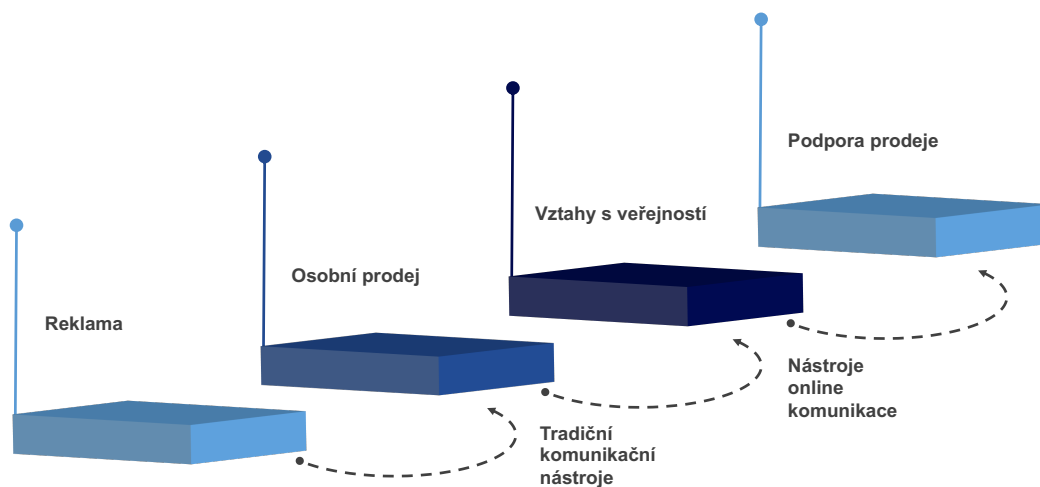 Podpora prodeje
Vztahy s veřejností
Osobní prodej
Reklama
Nástroje
online
komunikace
Tradiční
komunikační
nástroje